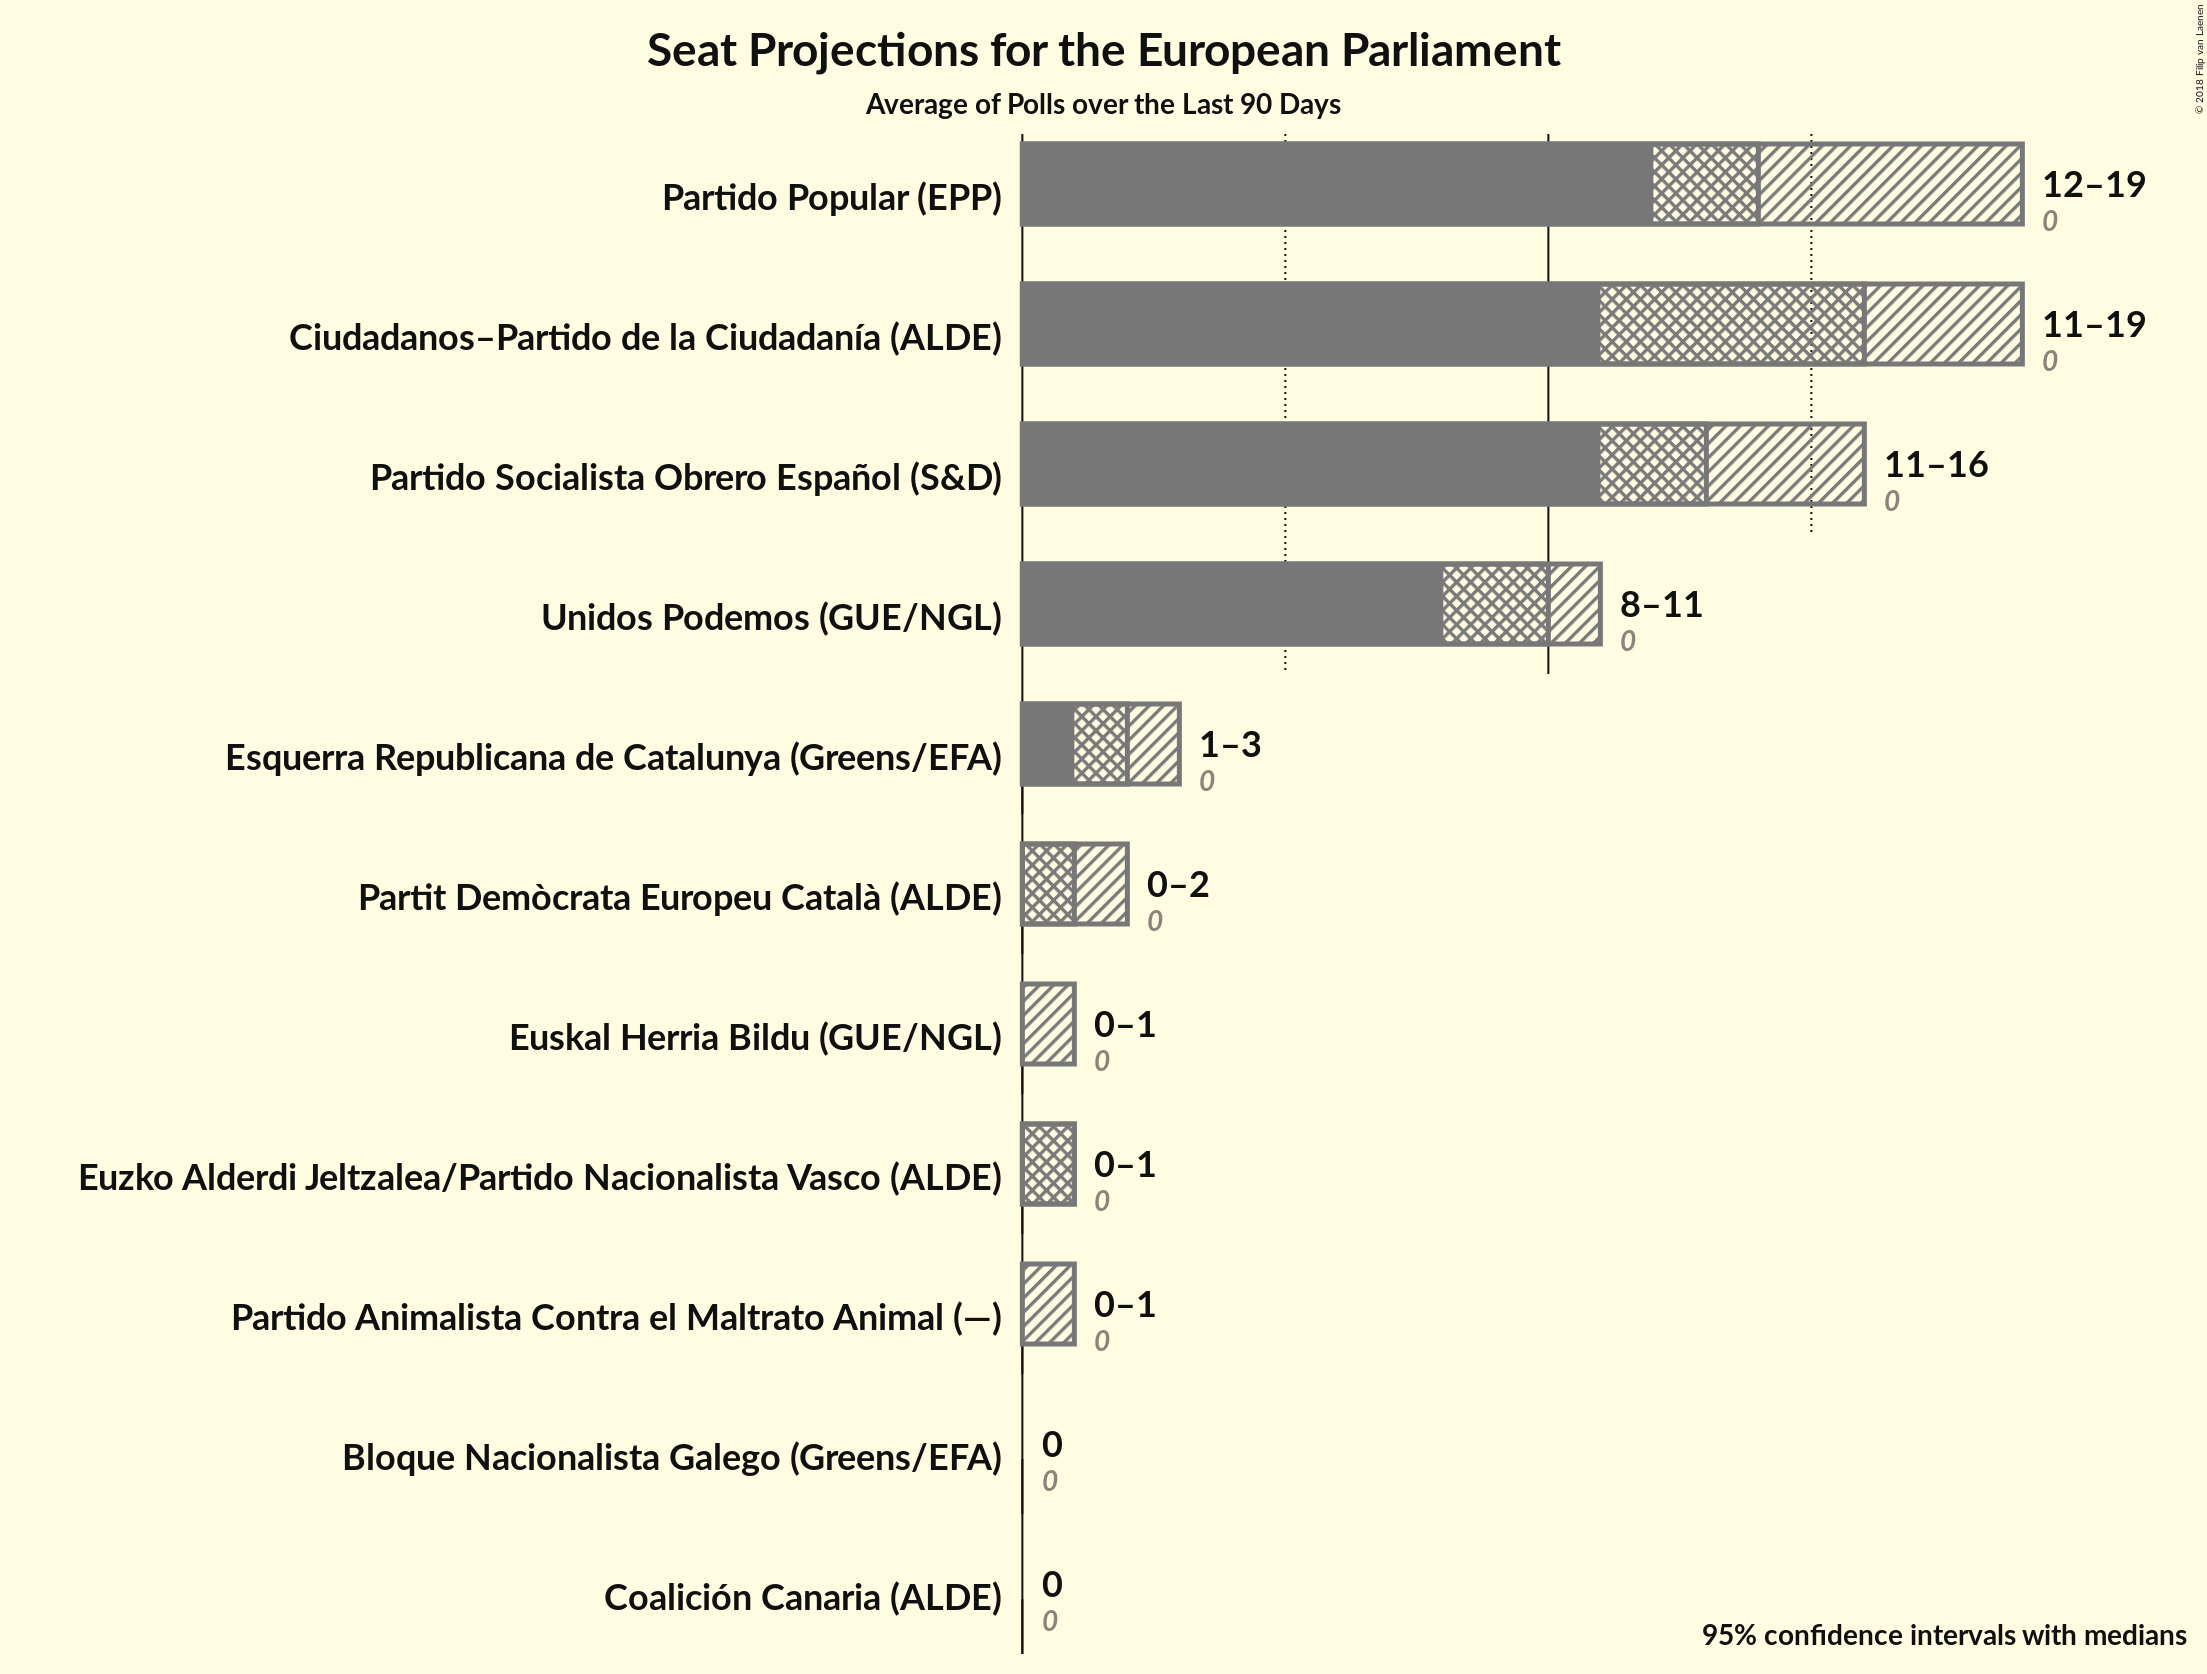 Seat Projections for the European Parliament
Average of Polls over the Last 90 Days
© 2018 Filip van Laenen
Partido Popular (EPP)
12–19
0
Ciudadanos–Partido de la Ciudadanía (ALDE)
11–19
0
Partido Socialista Obrero Español (S&D)
11–16
0
Unidos Podemos (GUE/NGL)
8–11
0
Esquerra Republicana de Catalunya (Greens/EFA)
1–3
0
Partit Demòcrata Europeu Català (ALDE)
0–2
0
Euskal Herria Bildu (GUE/NGL)
0–1
0
Euzko Alderdi Jeltzalea/Partido Nacionalista Vasco (ALDE)
0–1
0
Partido Animalista Contra el Maltrato Animal (—)
0–1
0
Bloque Nacionalista Galego (Greens/EFA)
0
0
Coalición Canaria (ALDE)
0
0
95% confidence intervals with medians